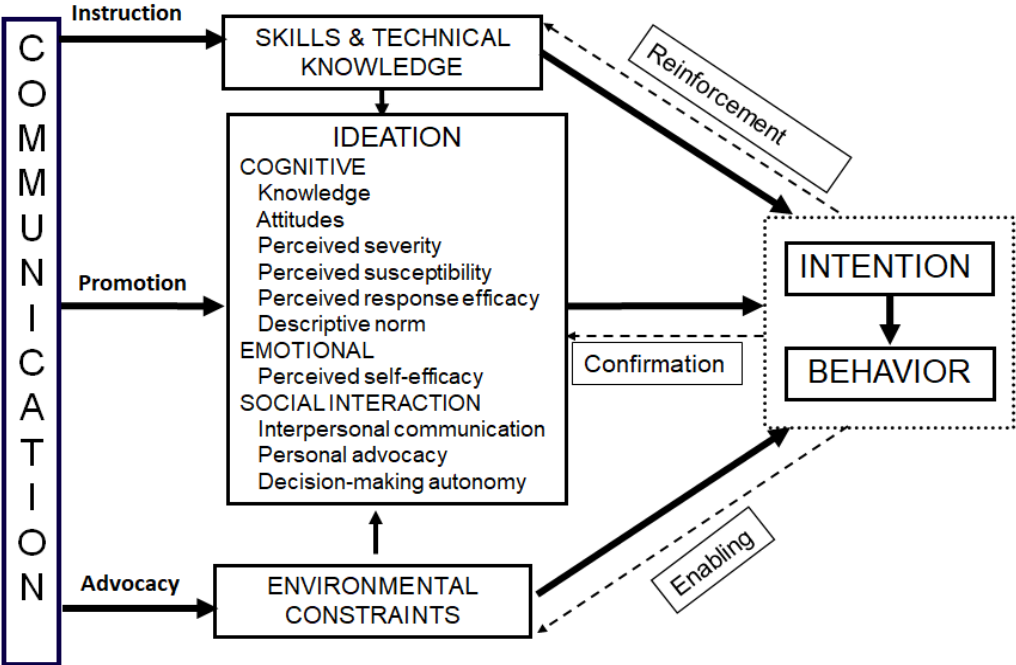 COMMUNICATION
Instruction
SKILLS & TECHNICAL
KNOWLEDGE
Reinforcement
IDEATION
COGNITIVE
Knowledge
Attitudes
Perceived severity
Perceived susceptibility
Perceived response efficacy
Descriptive norm
EMOTIONAL
Perceived self-efficacy
SOCIAL INTERACTION
Interpersonal communication
Personal advocacy
Decision-making autonomy
Promotion
Confirmation
INTENTION
BEHAVIOR
Advocacy
ENVIRONMENTAL
CONSTRAINTS
Enabling